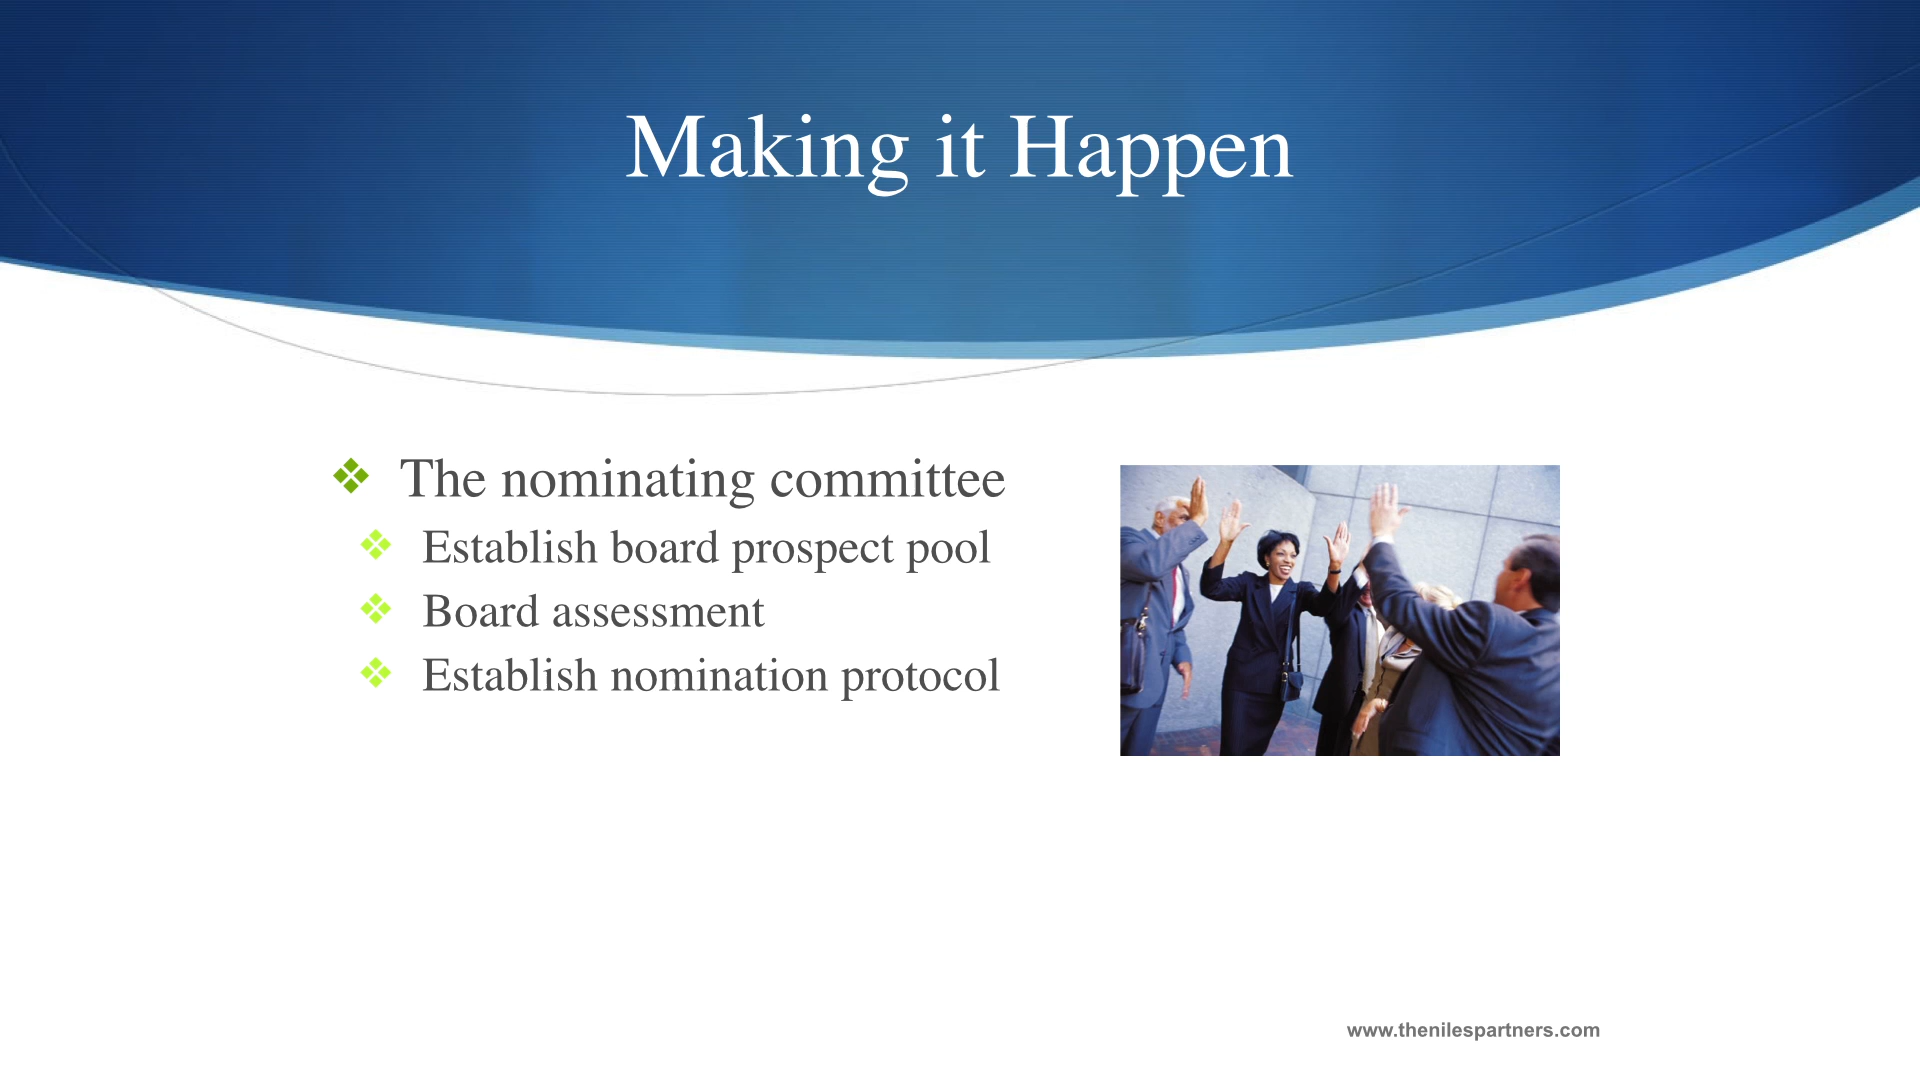 Making it Happen
The nominating committee
Establish board prospect pool
Board assessment
Establish nomination protocol
www.thenilespartners.com